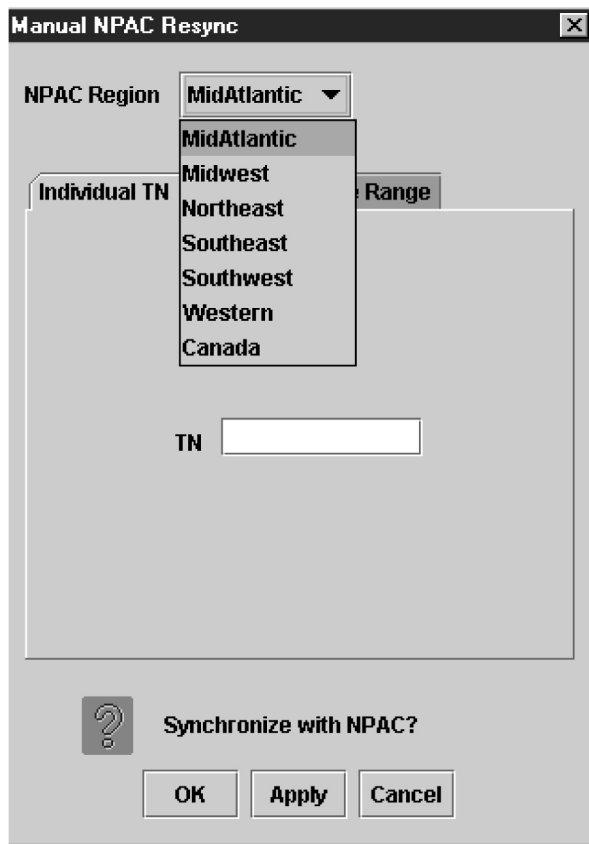 Manual NPAC Resync
NPAC Region MidAtlantic
MidAtlantic
Midwest
Northeast
Southeast
Southwest
Western
Canada
Individual TN Range
TN
Synchronize with NPAC?
OK Apply Cancel